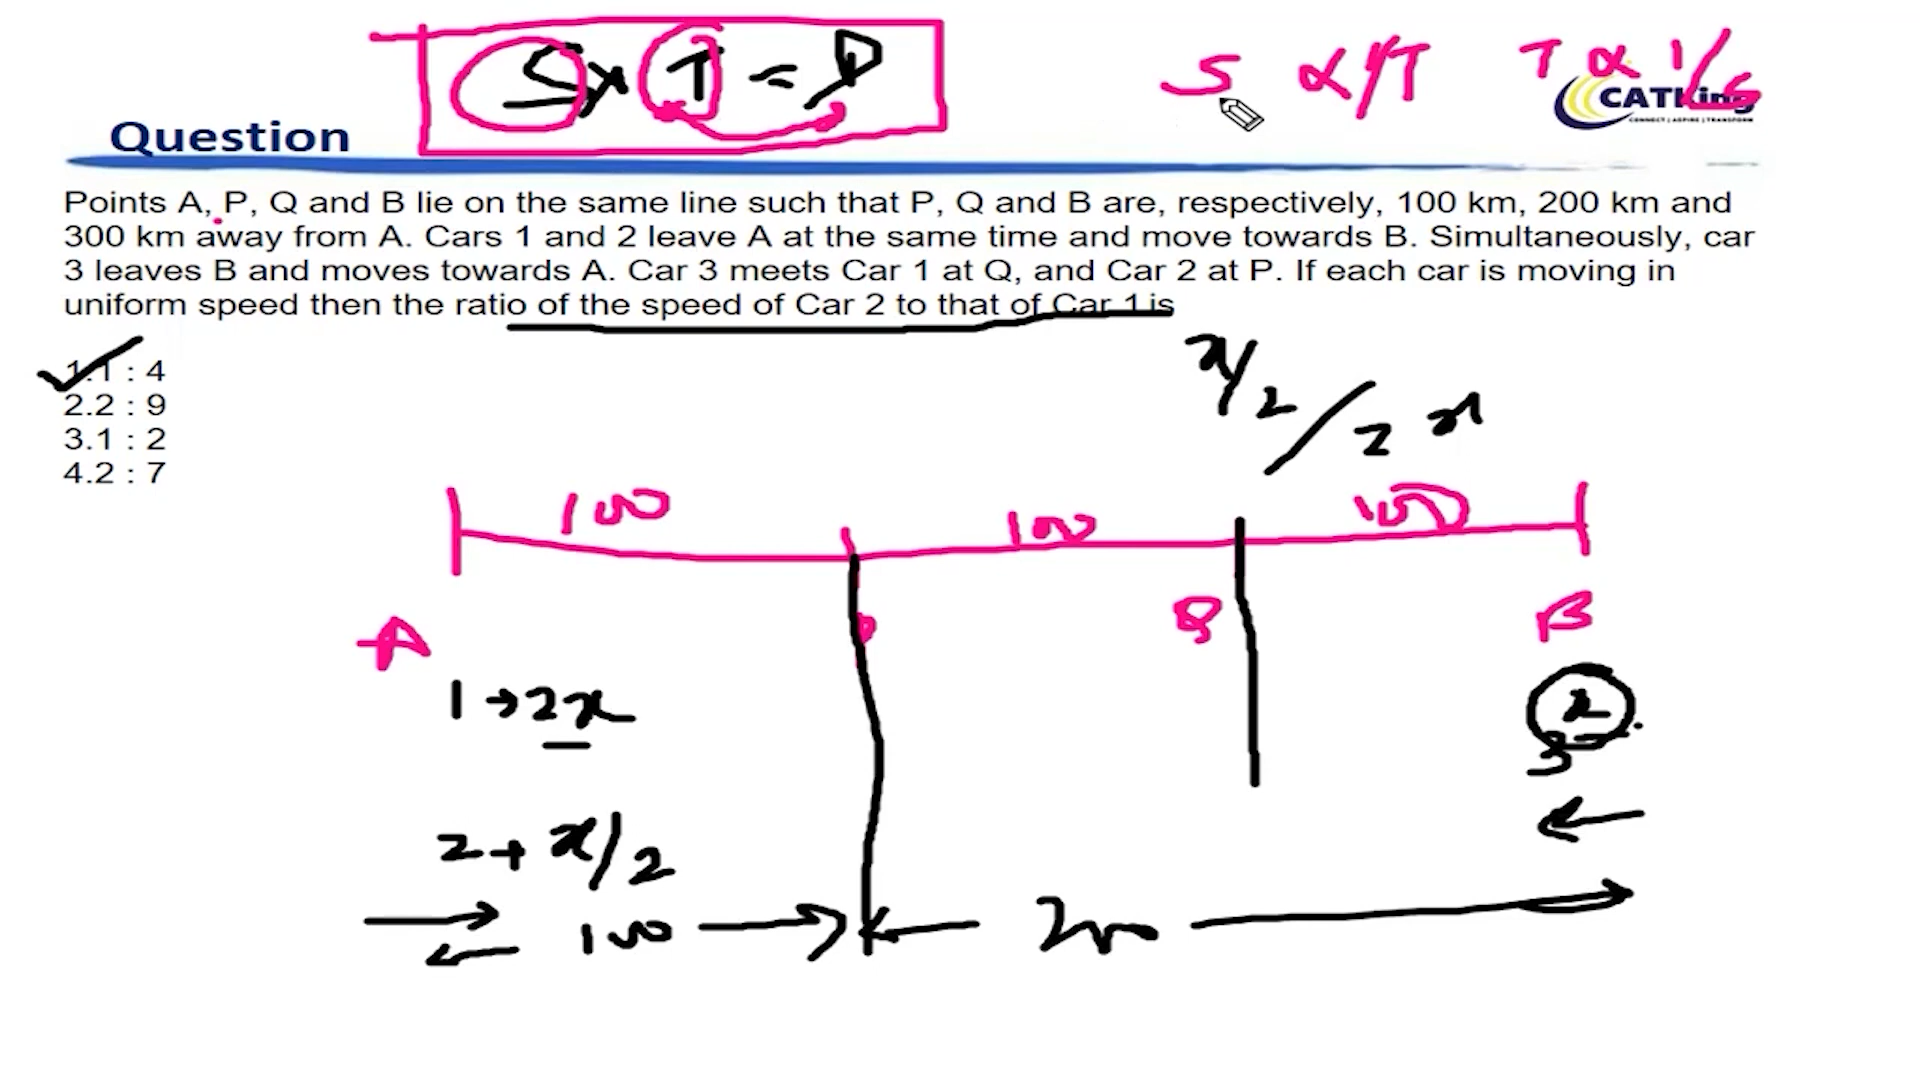 S x T = D
S α 1/T T α 1/S
CATKing
CONNECT | ASPIRE | TRANSFORM
Question
Points A, P, Q and B lie on the same line such that P, Q and B are, respectively, 100 km, 200 km and
300 km away from A. Cars 1 and 2 leave A at the same time and move towards B. Simultaneously, car
3 leaves B and moves towards A. Car 3 meets Car 1 at Q, and Car 2 at P. If each car is moving in
uniform speed then the ratio of the speed of Car 2 to that of Car 1 is
1.1 : 4
2.2 : 9
3.1 : 2
4.2 : 7
x/2 / 2x
100 100 100
A P Q B
1 → 2x x
3
2 → x/2
100 200